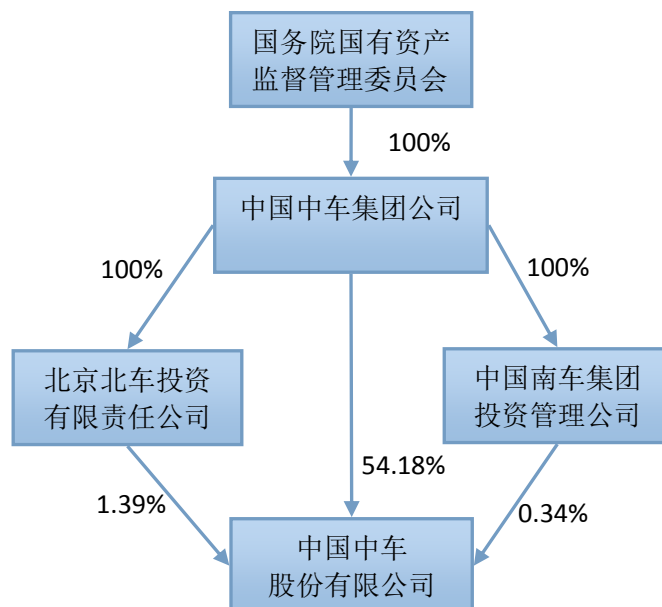 国务院国有资产
监督管理委员会
100%
中国中车集团公司
100%
100%
北京北车投资
有限责任公司
中国南车集团
投资管理公司
54.18%
1.39%
0.34%
中国中车
股份有限公司